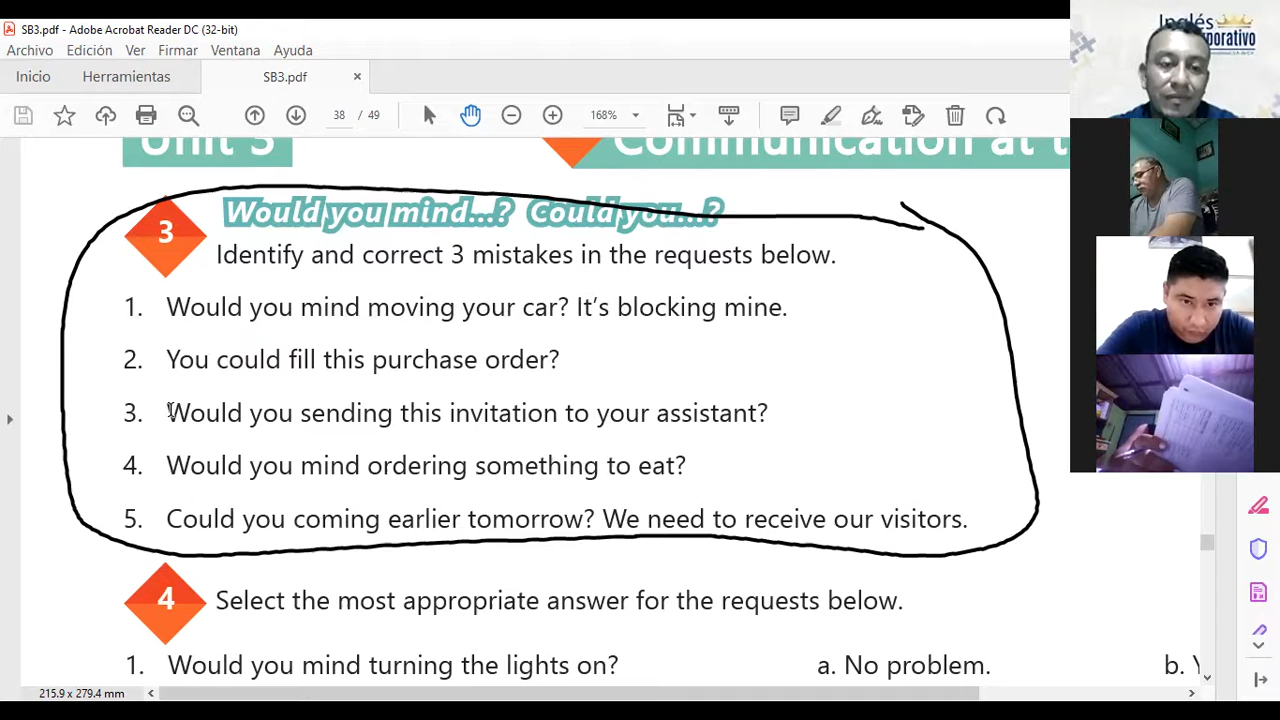 SB3.pdf - Adobe Acrobat Reader DC (32-bit)
Archivo Edición Ver Firmar Ventana Ayuda
Inicio Herramientas SB3.pdf ×
38 / 49 168%
Unit 5 Communication at t
Would you mind...? Could you...?
3 Identify and correct 3 mistakes in the requests below.
1. Would you mind moving your car? It's blocking mine.
2. You could fill this purchase order?
3. Would you sending this invitation to your assistant?
4. Would you mind ordering something to eat?
5. Could you coming earlier tomorrow? We need to receive our visitors.
4 Select the most appropriate answer for the requests below.
1. Would you mind turning the lights on? a. No problem. b. Y
215.9 x 279.4 mm
Inglés